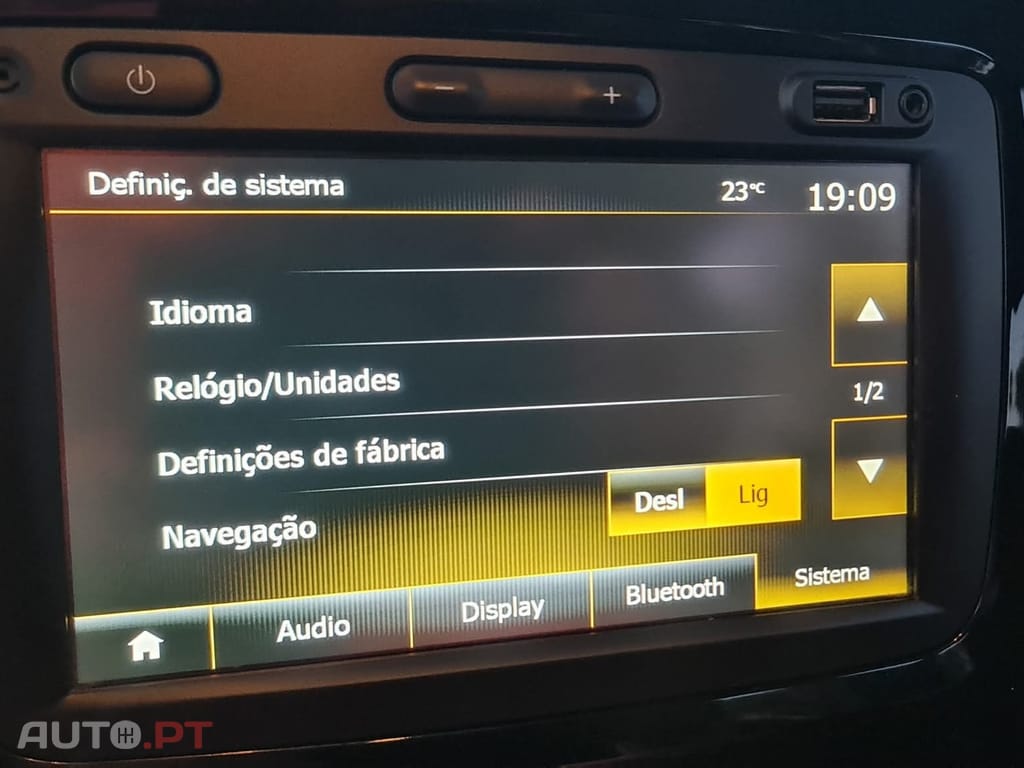 Definiç. de sistema
23°C
19:09
Idioma
Relógio/Unidades
1/2
Definições de fábrica
Navegação
Desl
Lig
Audio
Display
Bluetooth
Sistema
AUTO.PT